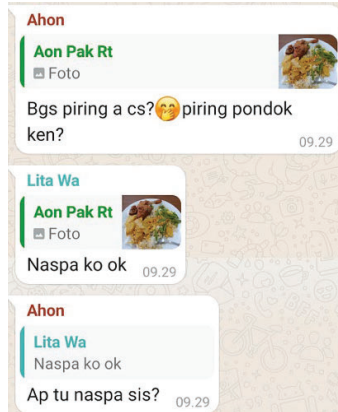 Ahon
Aon Pak Rt
Foto
Bgs piring a cs?🤭piring pondok
ken?
09.29
Lita Wa
Aon Pak Rt
Foto
Naspa ko ok
09.29
Ahon
Lita Wa
Naspa ko ok
Ap tu naspa sis?
09.29